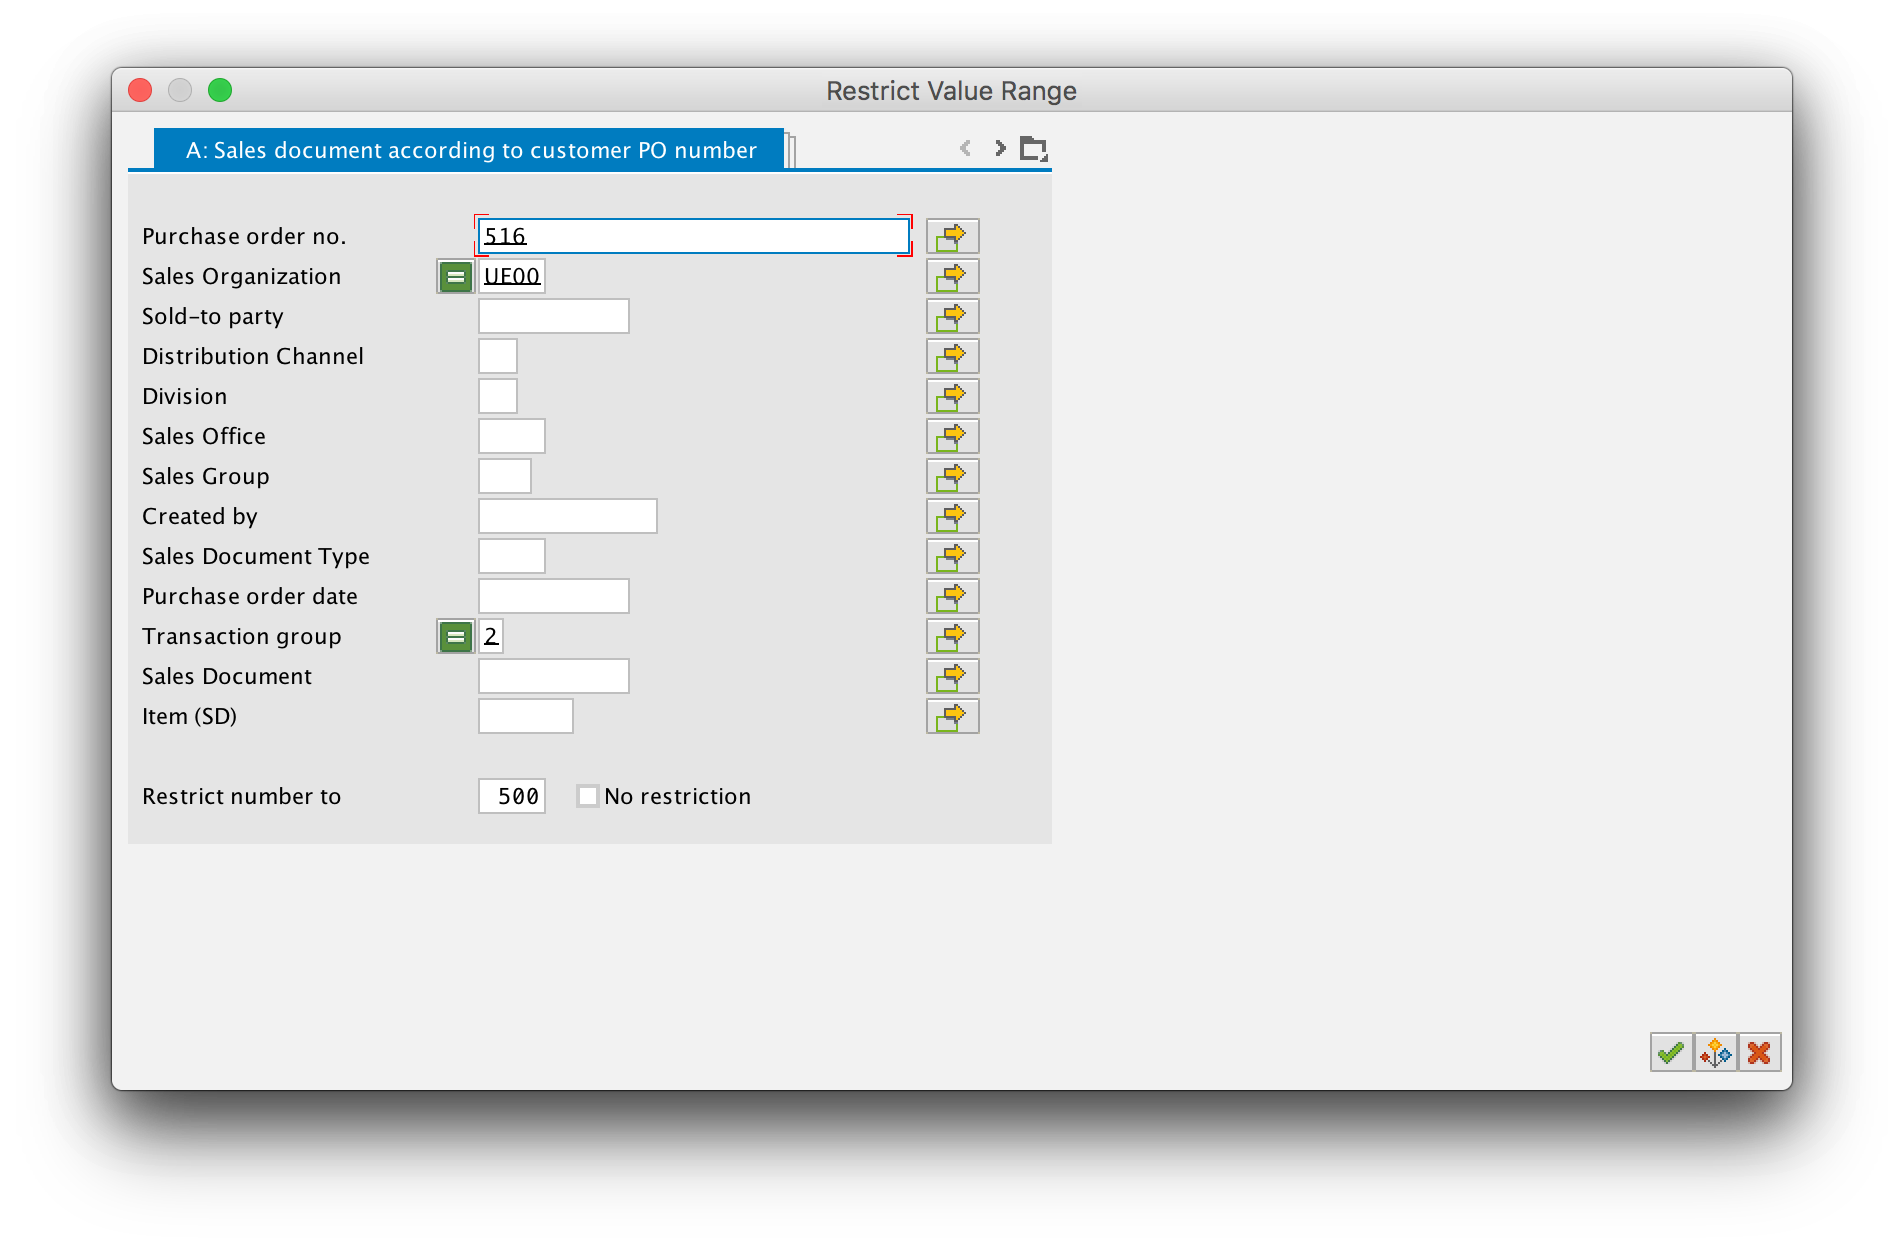 Restrict Value Range
A: Sales document according to customer PO number
Purchase order no. 516
Sales Organization UE00
Sold-to party
Distribution Channel
Division
Sales Office
Sales Group
Created by
Sales Document Type
Purchase order date
Transaction group 2
Sales Document
Item (SD)
Restrict number to 500 No restriction